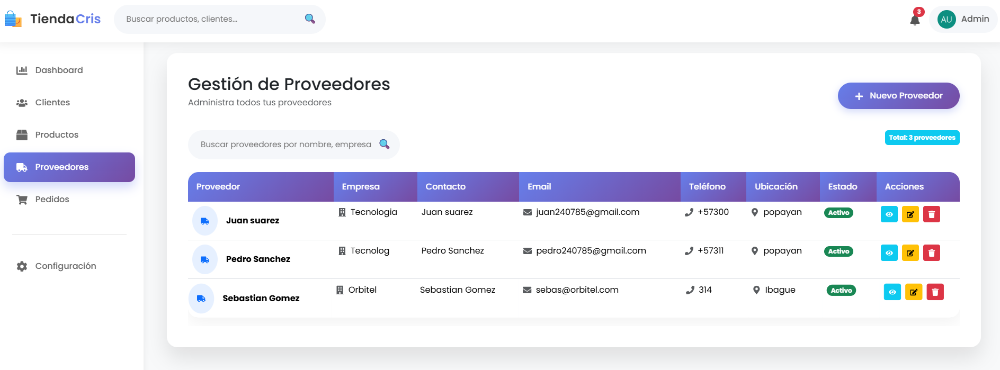 TiendaCris
Buscar productos, clientes...
3
AU Admin
Dashboard
Clientes
Productos
Proveedores
Pedidos
Configuración
Gestión de Proveedores
Administra todos tus proveedores
Nuevo Proveedor
Buscar proveedores por nombre, empresa
Total: 3 proveedores
Proveedor Empresa Contacto Email Teléfono Ubicación Estado Acciones
Juan suarez Tecnologia Juan suarez juan240785@gmail.com +57300 popayan Activo
Pedro Sanchez Tecnolog Pedro Sanchez pedro240785@gmail.com +57311 popayan Activo
Sebastian Gomez Orbitel Sebastian Gomez sebas@orbitel.com 314 Ibague Activo